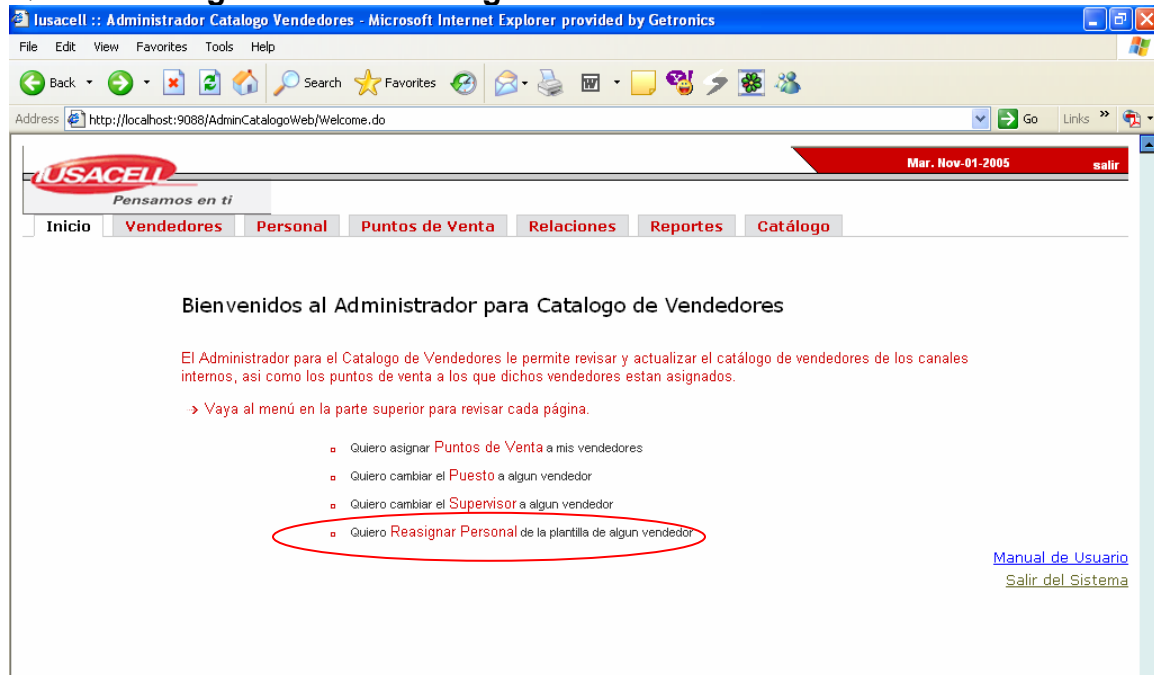 Iusacell :: Administrador Catalogo Vendedores - Microsoft Internet Explorer provided by Getronics
File Edit View Favorites Tools Help
Back Search Favorites
Address http://localhost:9088/AdminCatalogoWeb/Welcome.do Go Links »
IUSACELL
Mar. Nov-01-2005 salir
Pensamos en ti
Inicio Vendedores Personal Puntos de Venta Relaciones Reportes Catálogo
Bienvenidos al Administrador para Catalogo de Vendedores
El Administrador para el Catalogo de Vendedores le permite revisar y actualizar el catálogo de vendedores de los canales
internos, asi como los puntos de venta a los que dichos vendedores estan asignados.
Vaya al menú en la parte superior para revisar cada página.
Quiero asignar Puntos de Venta a mis vendedores
Quiero cambiar el Puesto a algun vendedor
Quiero cambiar el Supervisor a algun vendedor
Quiero Reasignar Personal de la plantilla de algun vendedor
Manual de Usuario
Salir del Sistema